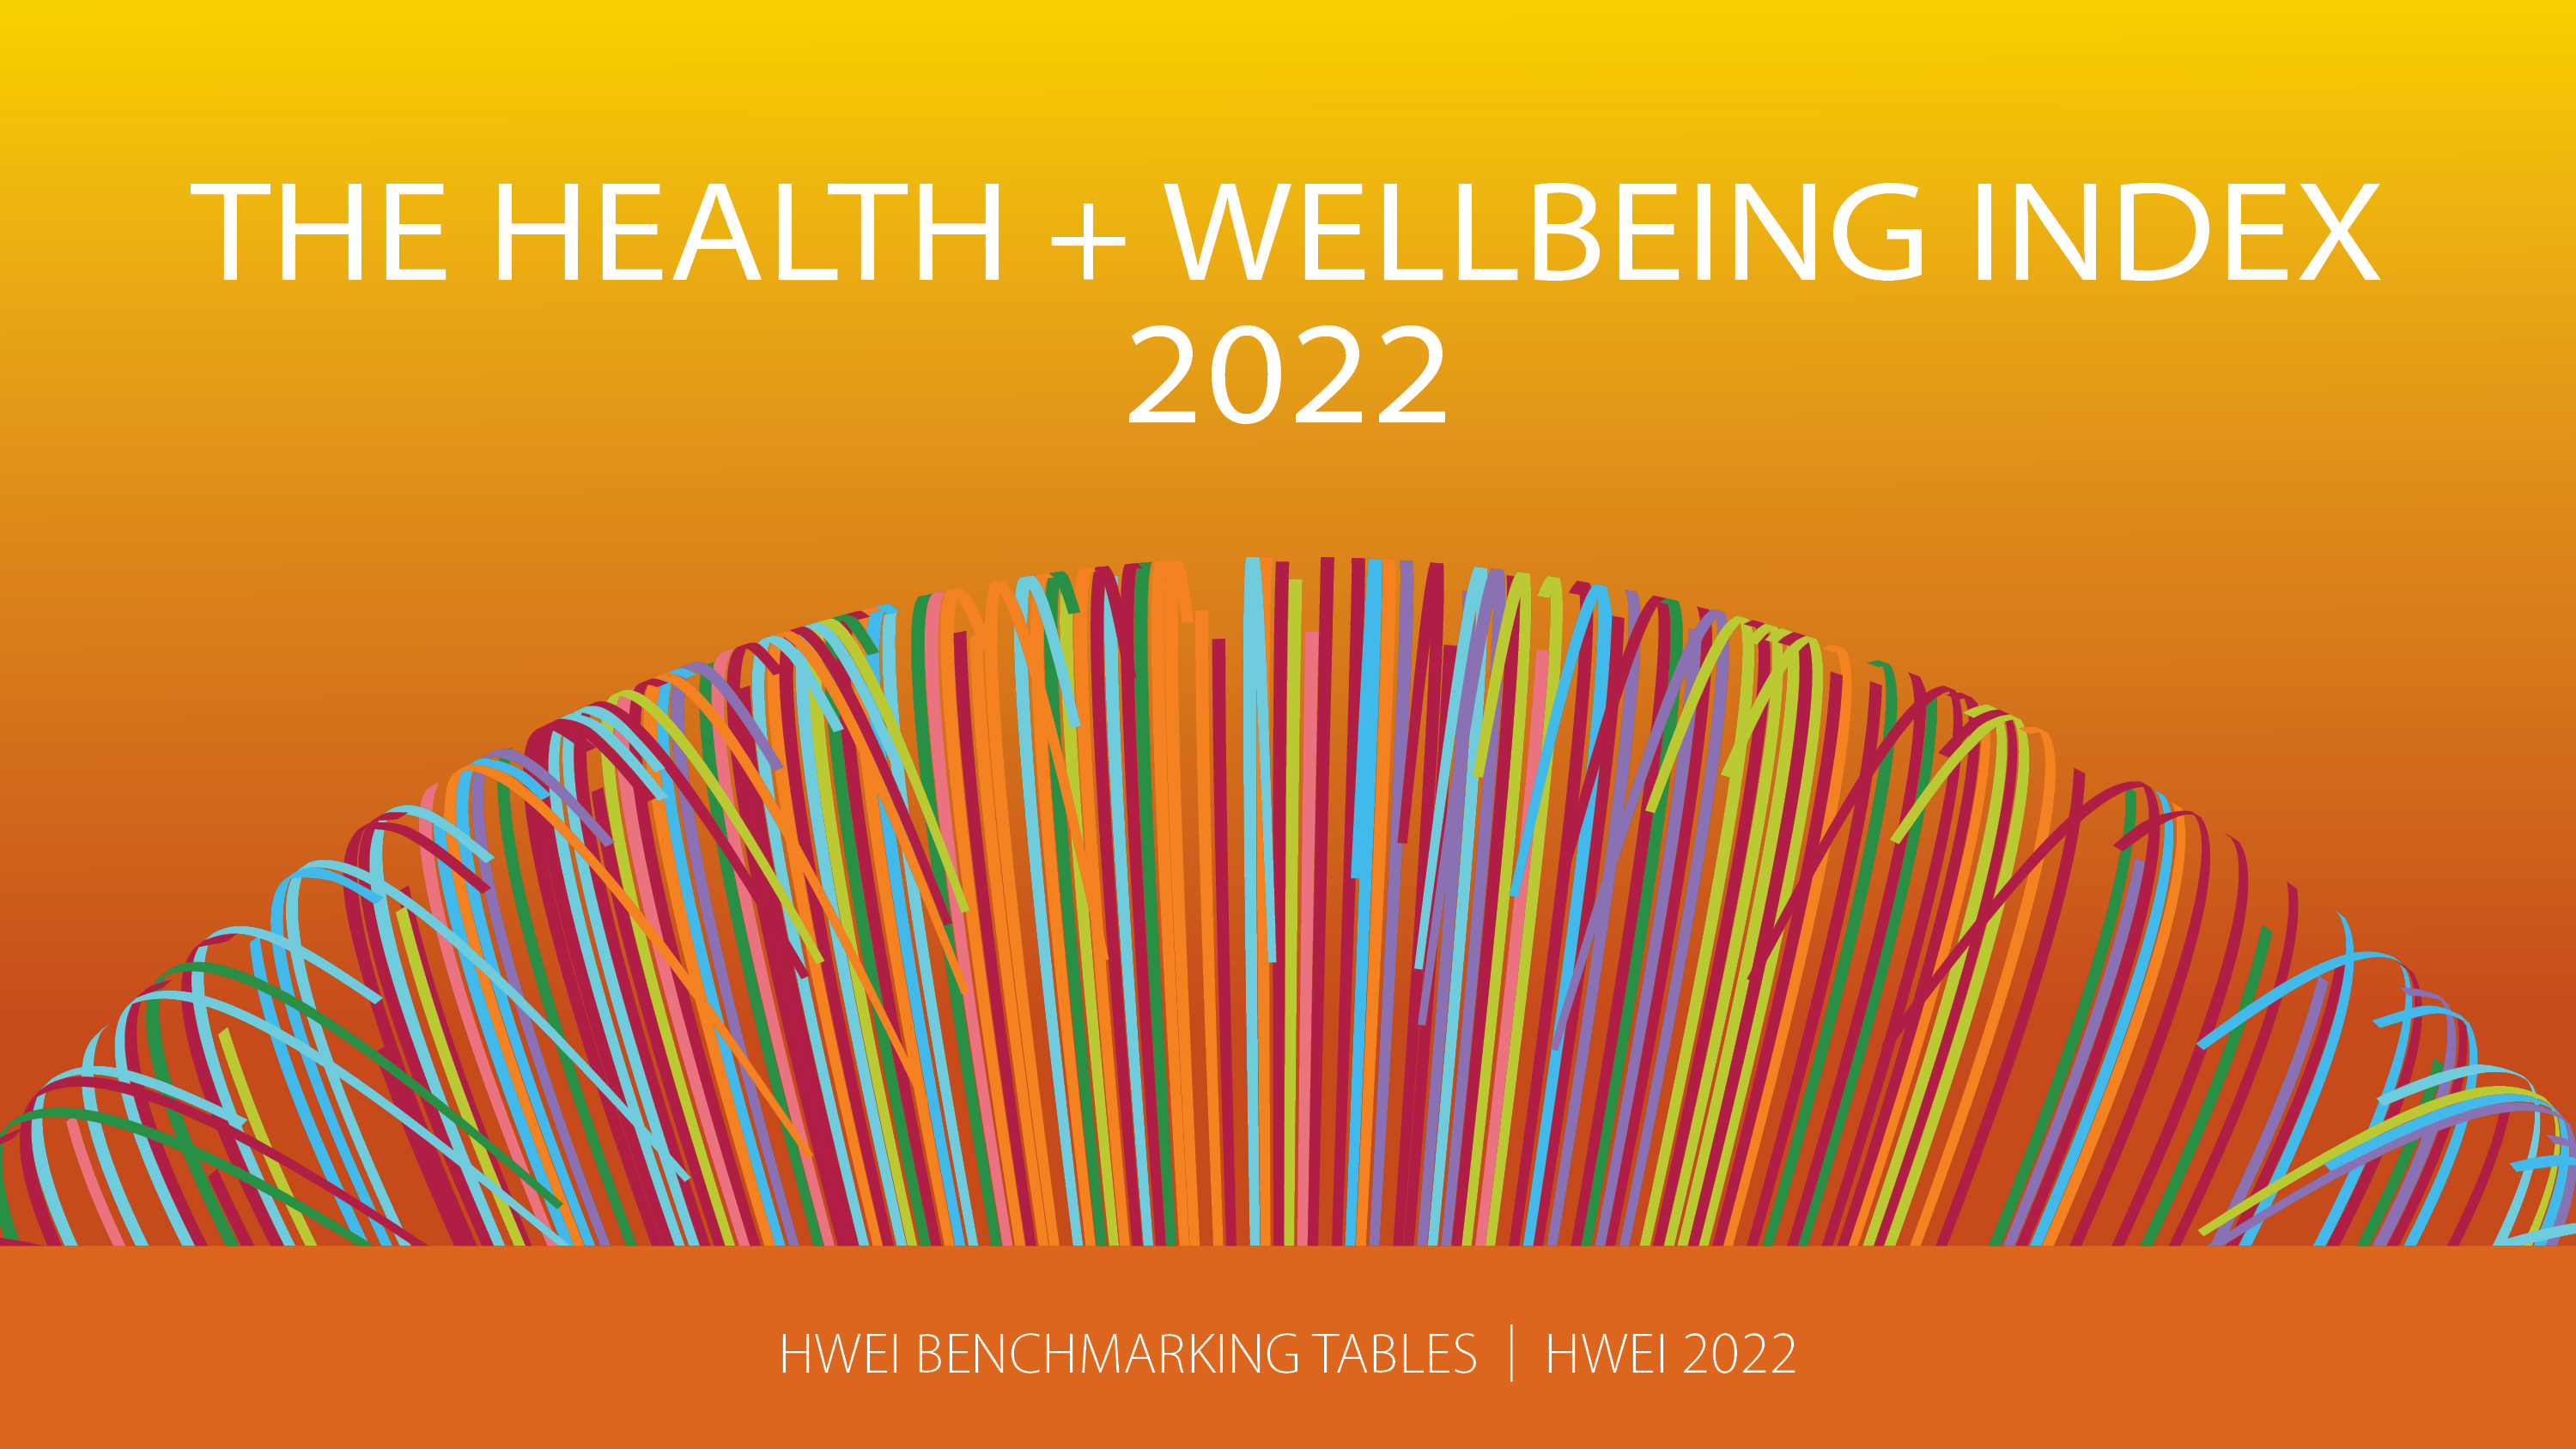 THE HEALTH + WELLBEING INDEX
2022
HWEI BENCHMARKING TABLES | HWEI 2022